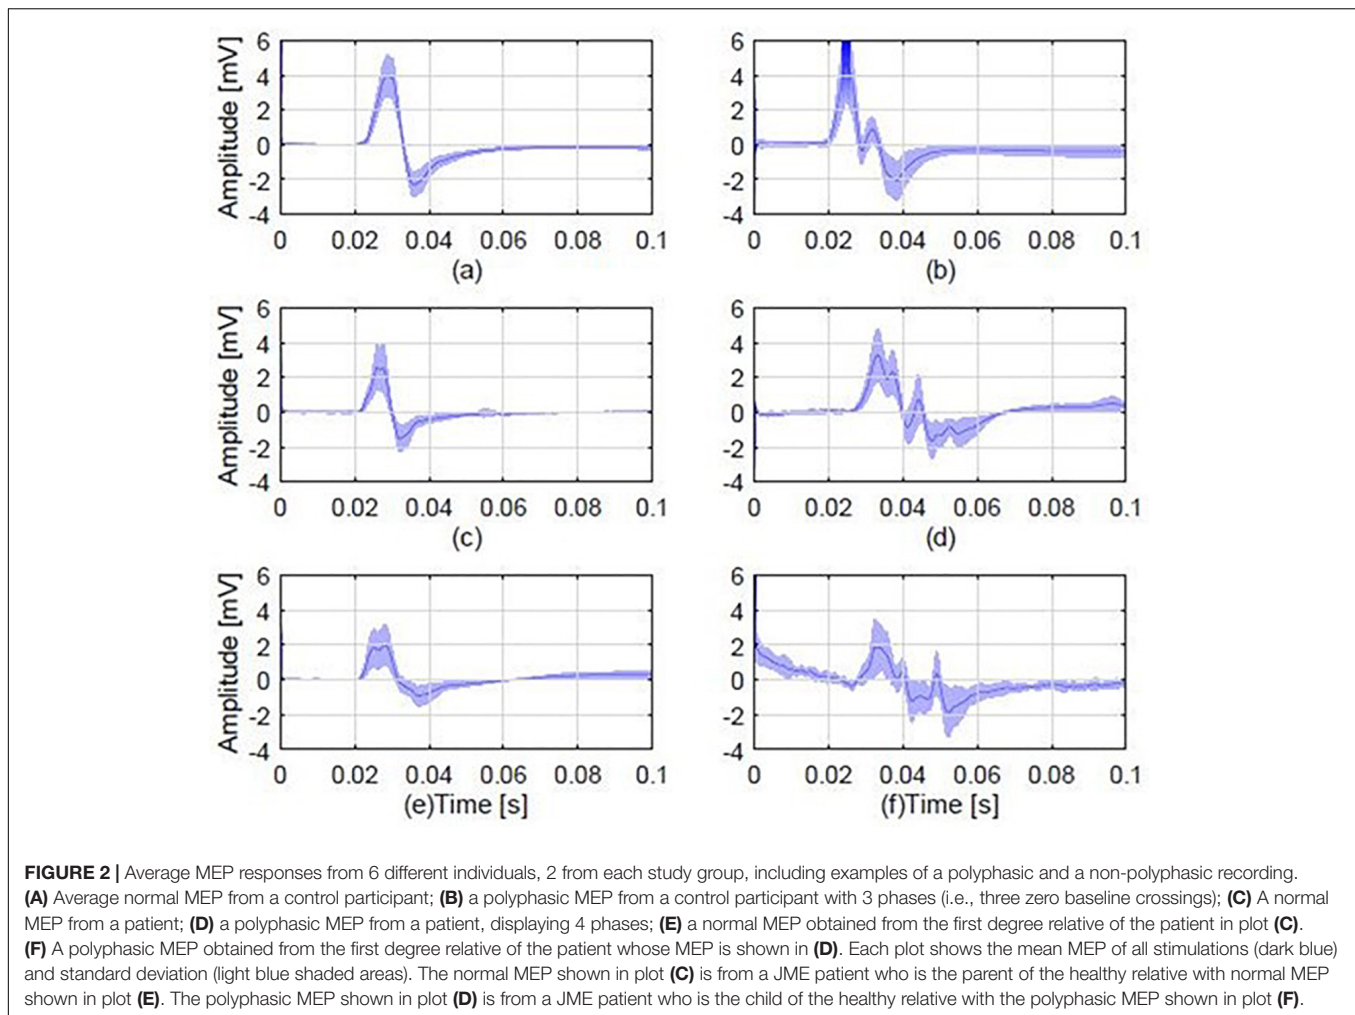 6
4
2
0
-2
-4
Amplitude [mV]
0 0.02 0.04 0.06 0.08 0.1
(a)
6
4
2
0
-2
-4
0 0.02 0.04 0.06 0.08 0.1
(b)
6
4
2
0
-2
-4
Amplitude [mV]
0 0.02 0.04 0.06 0.08 0.1
(c)
6
4
2
0
-2
-4
0 0.02 0.04 0.06 0.08 0.1
(d)
6
4
2
0
-2
-4
Amplitude [mV]
0 0.02 0.04 0.06 0.08 0.1
(e)Time [s]
6
4
2
0
-2
-4
0 0.02 0.04 0.06 0.08 0.1
(f)Time [s]
FIGURE 2 | Average MEP responses from 6 different individuals, 2 from each study group, including examples of a polyphasic and a non-polyphasic recording.
(A) Average normal MEP from a control participant; (B) a polyphasic MEP from a control participant with 3 phases (i.e., three zero baseline crossings); (C) A normal
MEP from a patient; (D) a polyphasic MEP from a patient, displaying 4 phases; (E) a normal MEP obtained from the first degree relative of the patient in plot (C).
(F) A polyphasic MEP obtained from the first degree relative of the patient whose MEP is shown in (D). Each plot shows the mean MEP of all stimulations (dark blue)
and standard deviation (light blue shaded areas). The normal MEP shown in plot (C) is from a JME patient who is the parent of the healthy relative with normal MEP
shown in plot (E). The polyphasic MEP shown in plot (D) is from a JME patient who is the child of the healthy relative with the polyphasic MEP shown in plot (F).